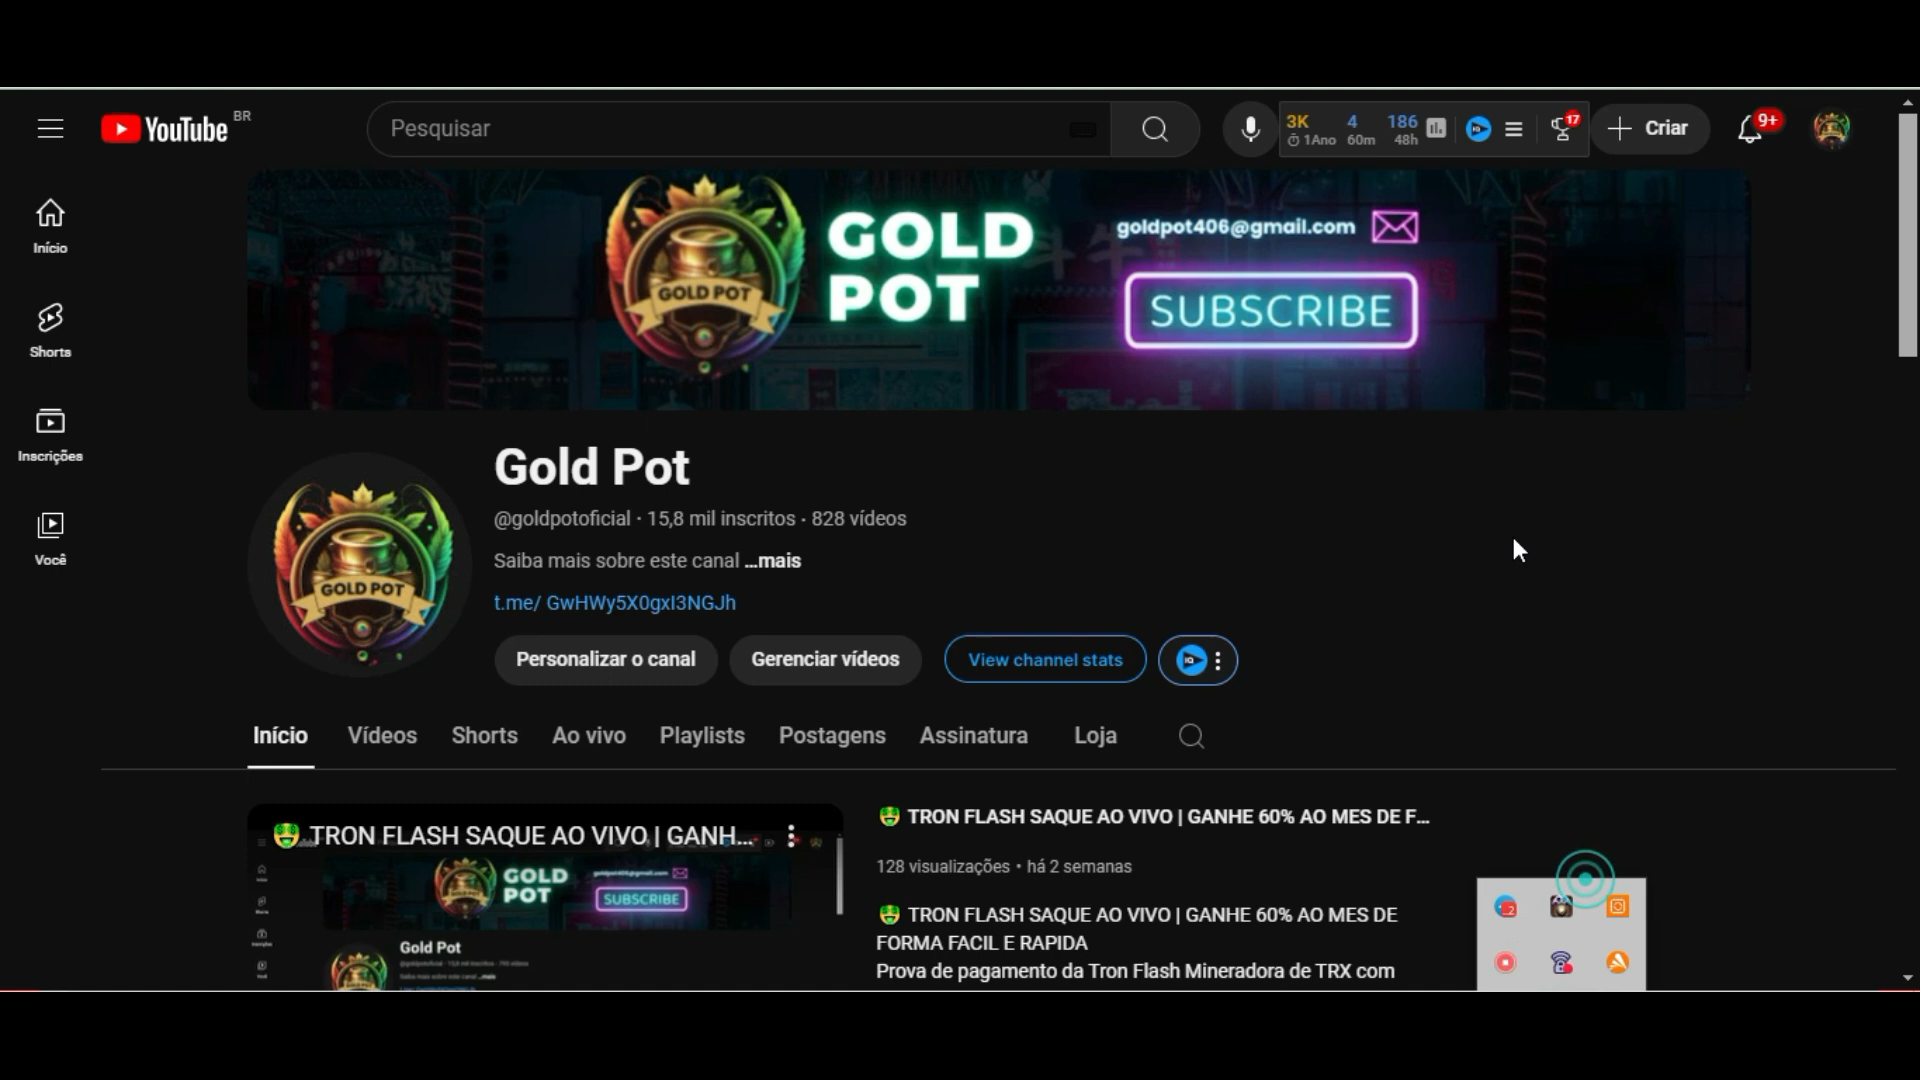 YouTube BR
Pesquisar
3K 4 186
1Ano 60m 48h
17
Criar
9+
Início
Shorts
Inscrições
Você
GOLD POT
GOLD
POT
goldpot406@gmail.com
SUBSCRIBE
GOLD POT
Gold Pot
@goldpotoficial · 15,8 mil inscritos · 828 vídeos
Saiba mais sobre este canal ...mais
t.me/ GwHWy5X0gxI3NGJh
Personalizar o canal
Gerenciar vídeos
View channel stats
IQ
Início
Vídeos
Shorts
Ao vivo
Playlists
Postagens
Assinatura
Loja
TRON FLASH SAQUE AO VIVO | GANH...
GOLD
POT
SUBSCRIBE
Gold Pot
TRON FLASH SAQUE AO VIVO | GANHE 60% AO MES DE F...
128 visualizações • há 2 semanas
TRON FLASH SAQUE AO VIVO | GANHE 60% AO MES DE
FORMA FACIL E RAPIDA
Prova de pagamento da Tron Flash Mineradora de TRX com